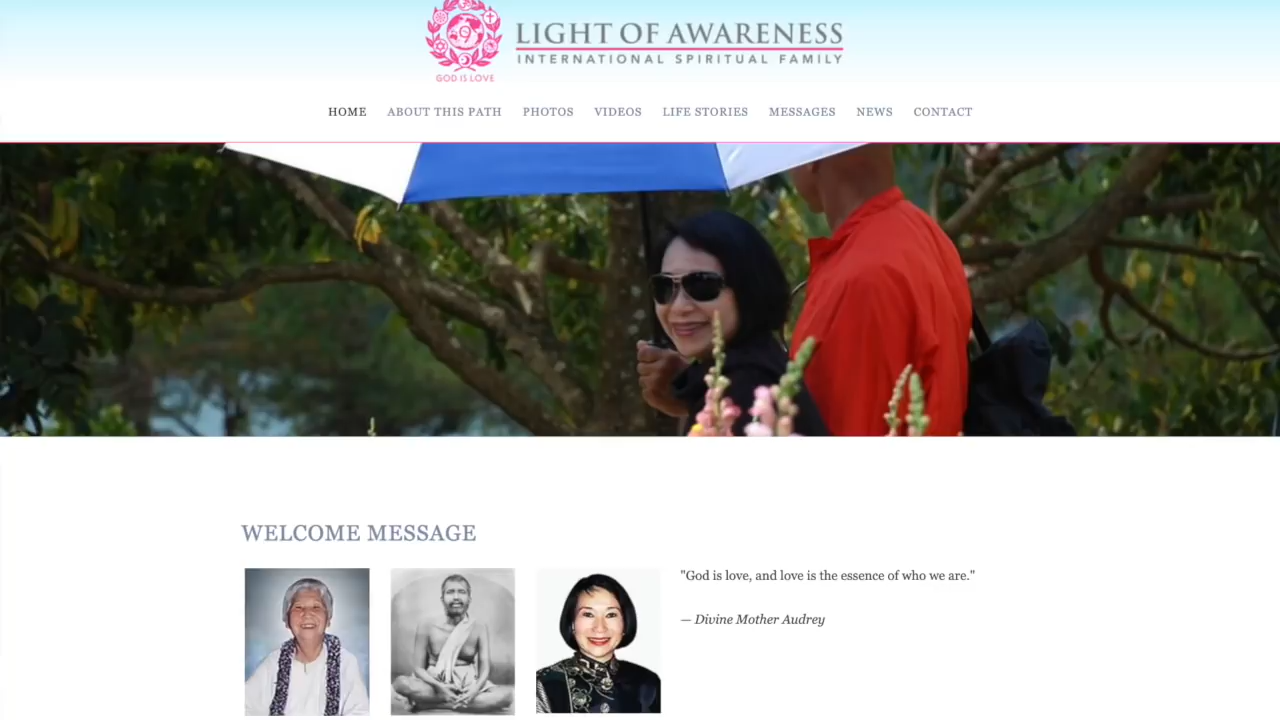 LIGHT OF AWARENESS
INTERNATIONAL SPIRITUAL FAMILY
GOD IS LOVE
HOME ABOUT THIS PATH PHOTOS VIDEOS LIFE STORIES MESSAGES NEWS CONTACT
WELCOME MESSAGE
"God is love, and love is the essence of who we are."
— Divine Mother Audrey